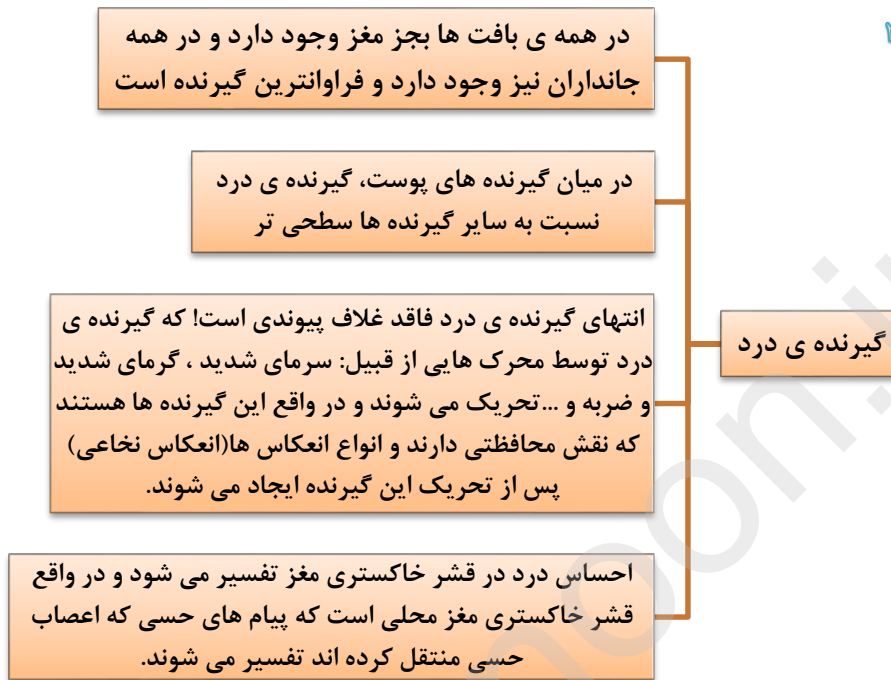 در همه ی بافت ها بجز مغز وجود دارد و در همه
جانداران نیز وجود دارد و فراوانترین گیرنده است
در میان گیرنده های پوست، گیرنده ی درد
نسبت به سایر گیرنده ها سطحی تر
گیرنده ی درد
انتهای گیرنده ی درد فاقد غلاف پیوندی است! که گیرنده ی
درد توسط محرک هایی از قبیل: سرمای شدید ، گرمای شدید
و ضربه و ...تحریک می شوند و در واقع این گیرنده ها هستند
که نقش محافظتی دارند و انواع انعکاس ها(انعکاس نخاعی)
پس از تحریک این گیرنده ایجاد می شوند.
احساس درد در قشر خاکستری مغز تفسیر می شود و در واقع
قشر خاکستری مغز محلی است که پیام های حسی که اعصاب
حسی منتقل کرده اند تفسیر می شوند.